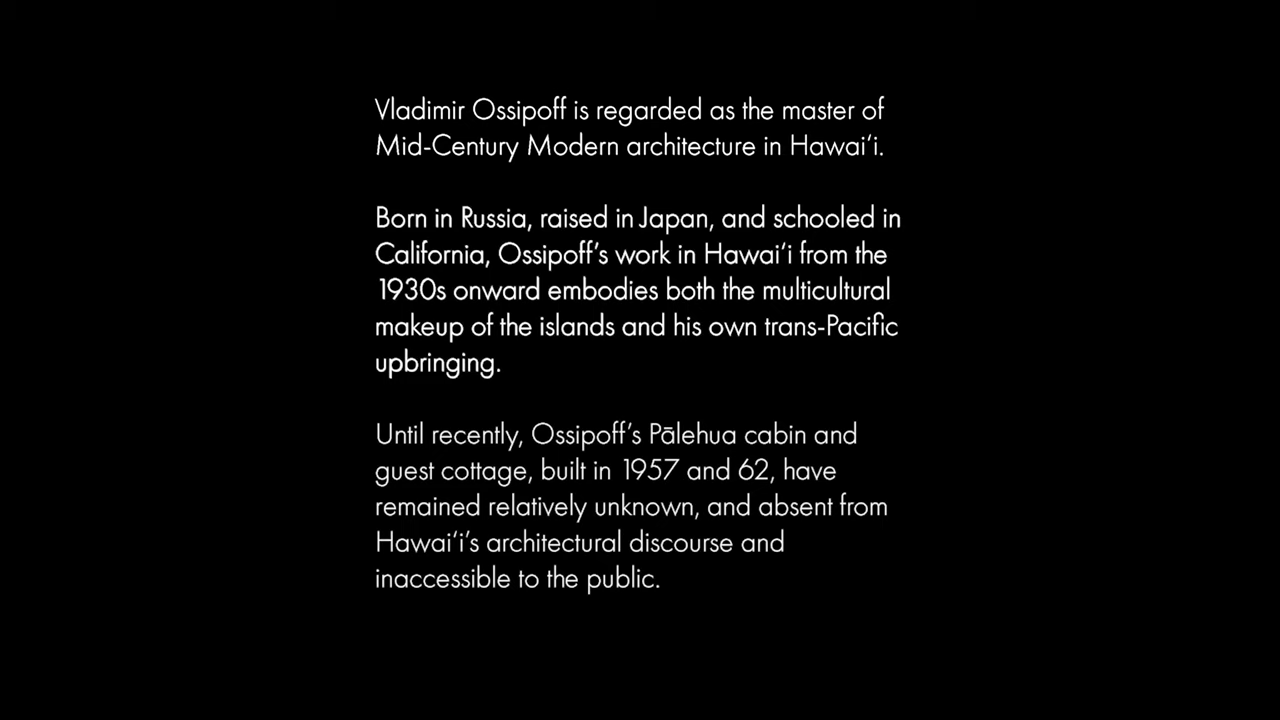 Vladimir Ossipoff is regarded as the master of
Mid-Century Modern architecture in Hawai‘i.
Born in Russia, raised in Japan, and schooled in
California, Ossipoff’s work in Hawai‘i from the
1930s onward embodies both the multicultural
makeup of the islands and his own trans-Pacific
upbringing.
Until recently, Ossipoff’s Pālehua cabin and
guest cottage, built in 1957 and 62, have
remained relatively unknown, and absent from
Hawai‘i’s architectural discourse and
inaccessible to the public.